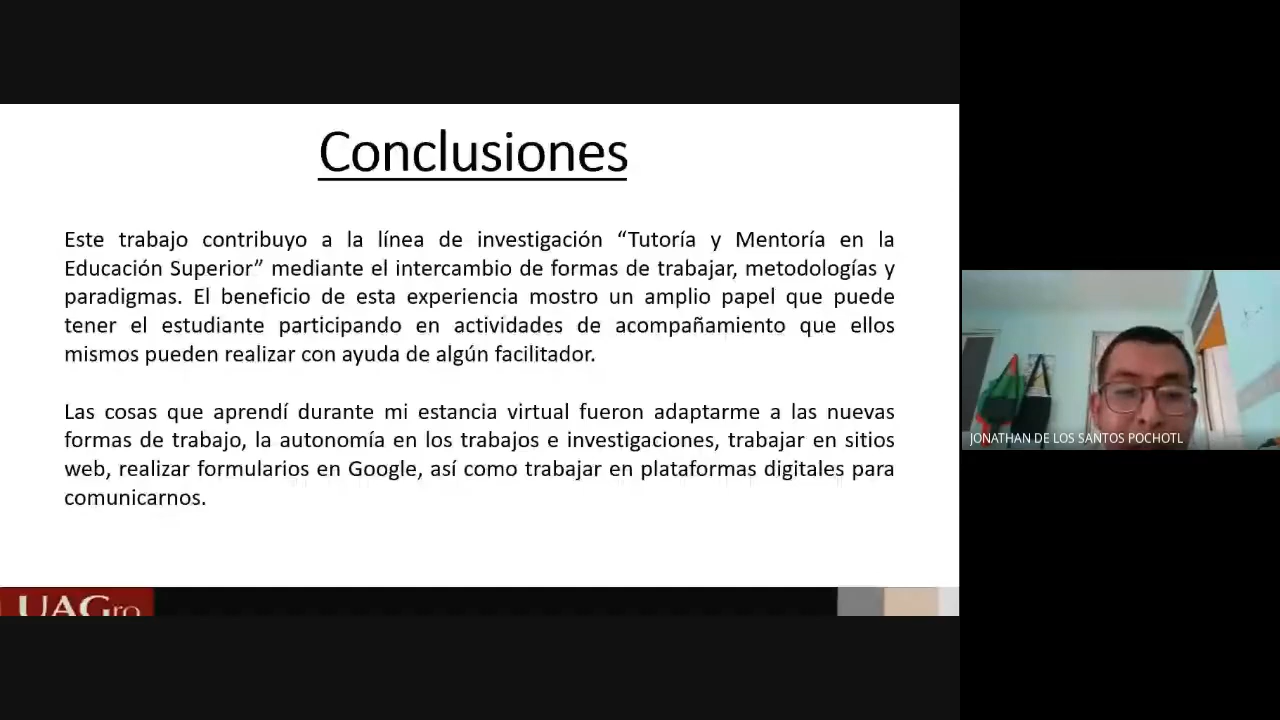 Conclusiones
Este trabajo contribuyo a la línea de investigación “Tutoría y Mentoría en la
Educación Superior” mediante el intercambio de formas de trabajar, metodologías y
paradigmas. El beneficio de esta experiencia mostro un amplio papel que puede
tener el estudiante participando en actividades de acompañamiento que ellos
mismos pueden realizar con ayuda de algún facilitador.
Las cosas que aprendí durante mi estancia virtual fueron adaptarme a las nuevas
formas de trabajo, la autonomía en los trabajos e investigaciones, trabajar en sitios
web, realizar formularios en Google, así como trabajar en plataformas digitales para
comunicarnos.
UAGro
JONATHAN DE LOS SANTOS POCHOTL